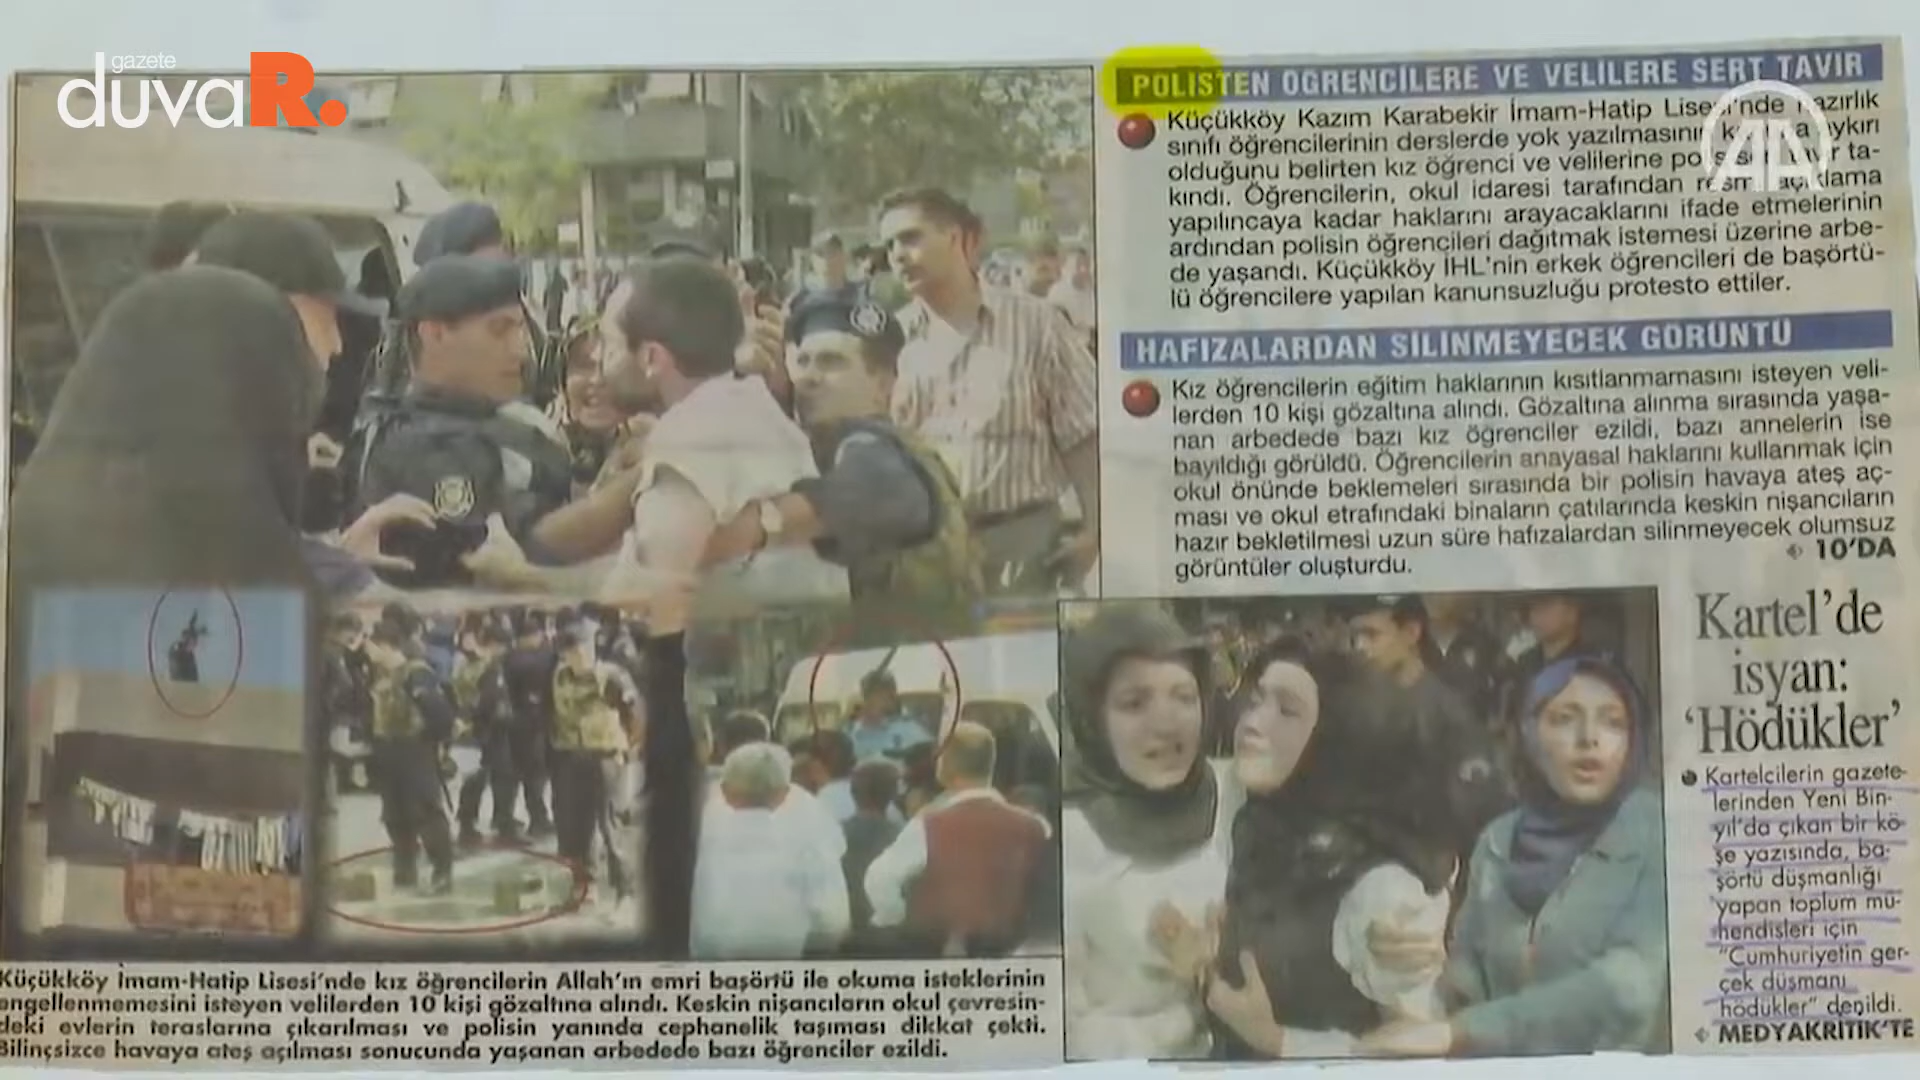 gazete
duvaR.
POLİSTEN ÖĞRENCİLERE VE VELİLERE SERT TAVIR
Küçükköy Kazım Karabekir İmam-Hatip Lisesi'nde hazırlık
sınıfı öğrencilerinin derslerde yok yazılmasının aykırı
olduğunu belirten kız öğrenci ve velilerine polis sert tavır ta-
kındı. Öğrencilerin, okul idaresi tarafından resmi açıklama
yapılıncaya kadar haklarını arayacaklarını ifade etmelerinin
ardından polisin öğrencileri dağıtmak istemesi üzerine arbe-
de yaşandı. Küçükköy İHL'nin erkek öğrencileri de başörtü-
lü öğrencilere yapılan kanunsuzluğu protesto ettiler.
HAFIZALARDAN SİLİNMEYECEK GÖRÜNTÜ
Kız öğrencilerin eğitim haklarının kısıtlanmamasını isteyen veli-
lerden 10 kişi gözaltına alındı. Gözaltına alınma sırasında yaşa-
nan arbedede bazı kız öğrenciler ezildi, bazı annelerin ise
bayıldığı görüldü. Öğrencilerin anayasal haklarını kullanmak için
okul önünde beklemeleri sırasında bir polisin havaya ateş aç-
ması ve okul etrafındaki binaların çatılarında keskin nişancıların
hazır bekletilmesi uzun süre hafızalardan silinmeyecek olumsuz
görüntüler oluşturdu.
10'DA
Kartel'de
isyan:
'Hödükler'
Kartelcilerin gazete-
lerinden Yeni Bin-
yıl'da çıkan bir kö-
şe yazısında, ba-
şörtü düşmanlığı
yapan toplum mü-
hendisleri için
"Cumhuriyetin ger-
çek düşmanı
hödükler" denildi.
MEDYAKRİTİK'TE
Küçükköy İmam-Hatip Lisesi'nde kız öğrencilerin Allah'ın emri başörtü ile okuma isteklerinin
engellenmemesini isteyen velilerden 10 kişi gözaltına alındı. Keskin nişancıların okul çevresin-
deki evlerin teraslarına çıkarılması ve polisin yanında cephanelik taşıması dikkat çekti.
Bilinçsizce havaya ateş açılması sonucunda yaşanan arbedede bazı öğrenciler ezildi.
AA